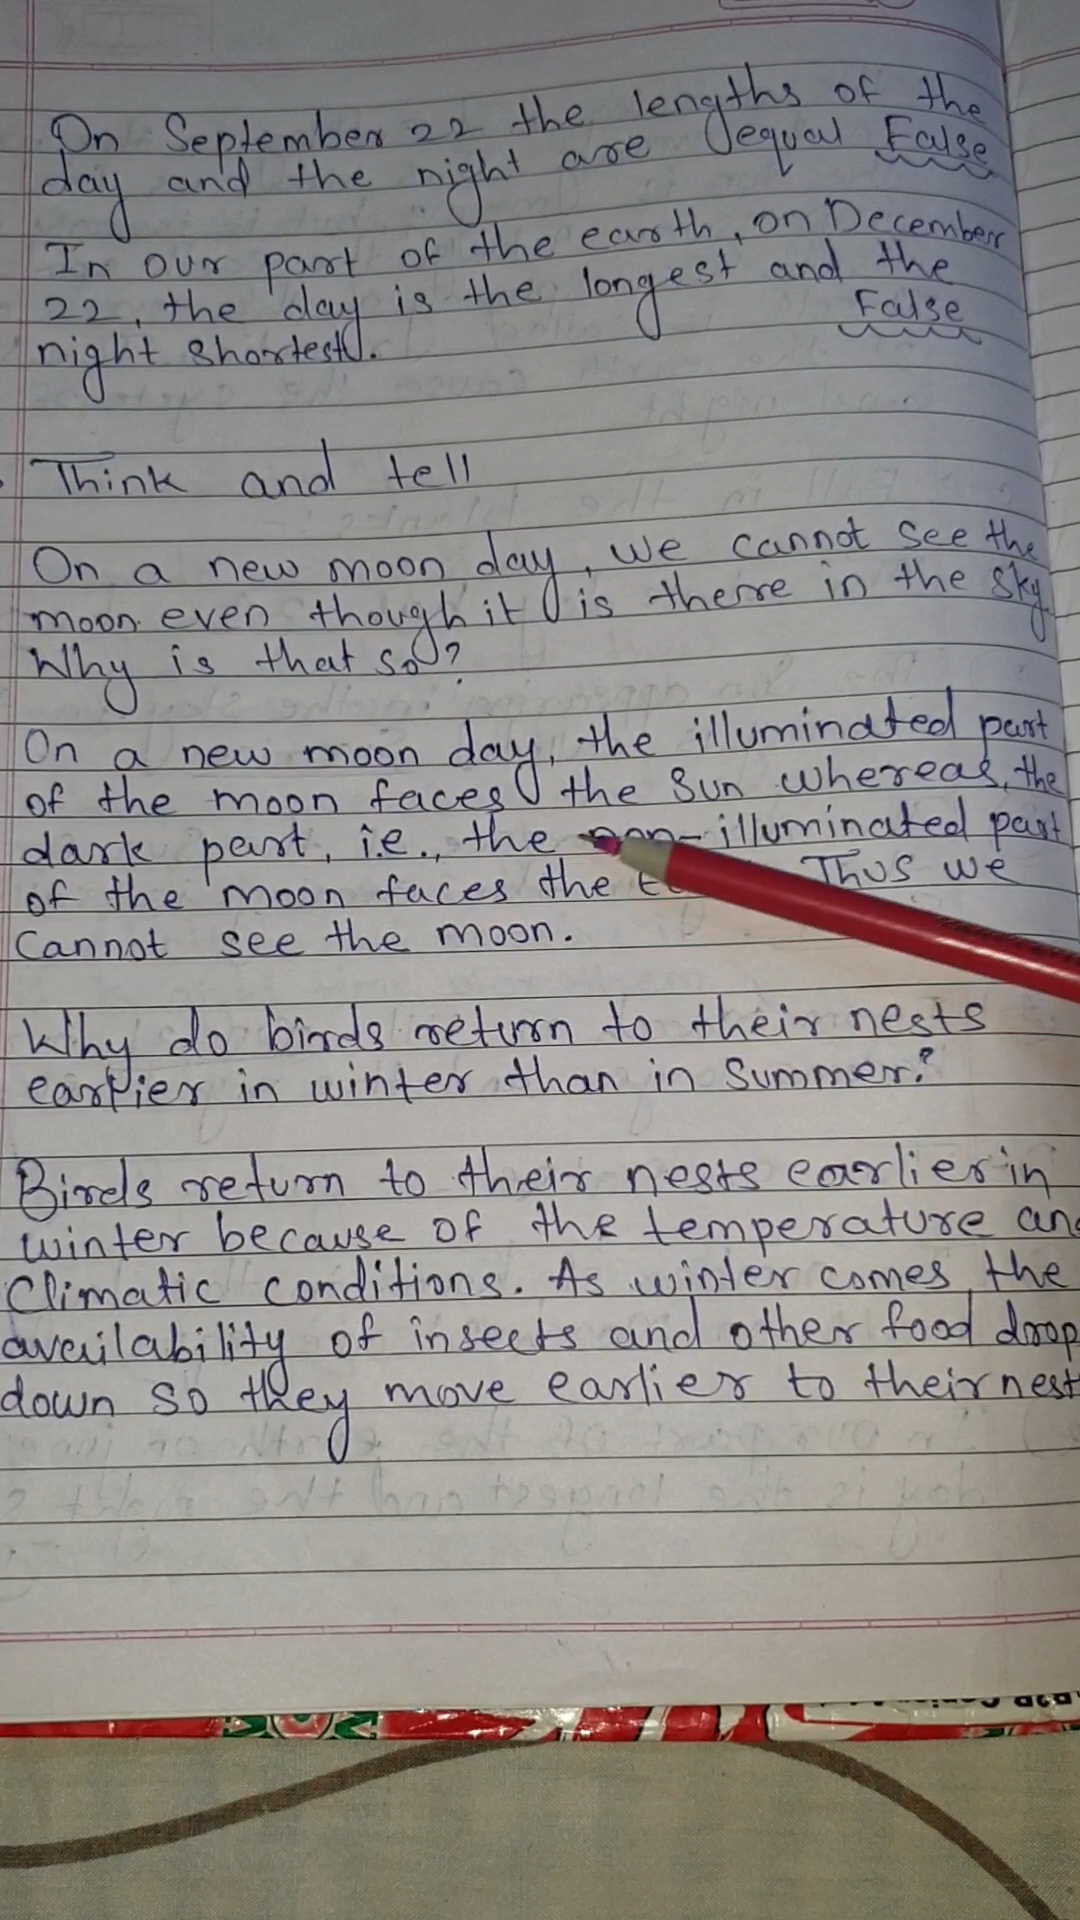 On September 22 the lengths of the
day and the night are equal False
In our part of the earth, on December
22, the day is the longest and the
night shortest. False
Think and tell
On a new moon day, we cannot see the
moon even though it is there in the sky
Why is that so?
On a new moon day, the illuminated part
of the moon faces the Sun whereas, the
dark part, i.e., the non-illuminated part
of the moon faces the Thus we
Cannot see the moon.
Why do birds return to their nests
earlier in winter than in Summer?
Birds return to their nests earlier in
winter because of the temperature
Climatic conditions. As winter comes, the
availability of insects and other food drop
down so they move earlier to their nest